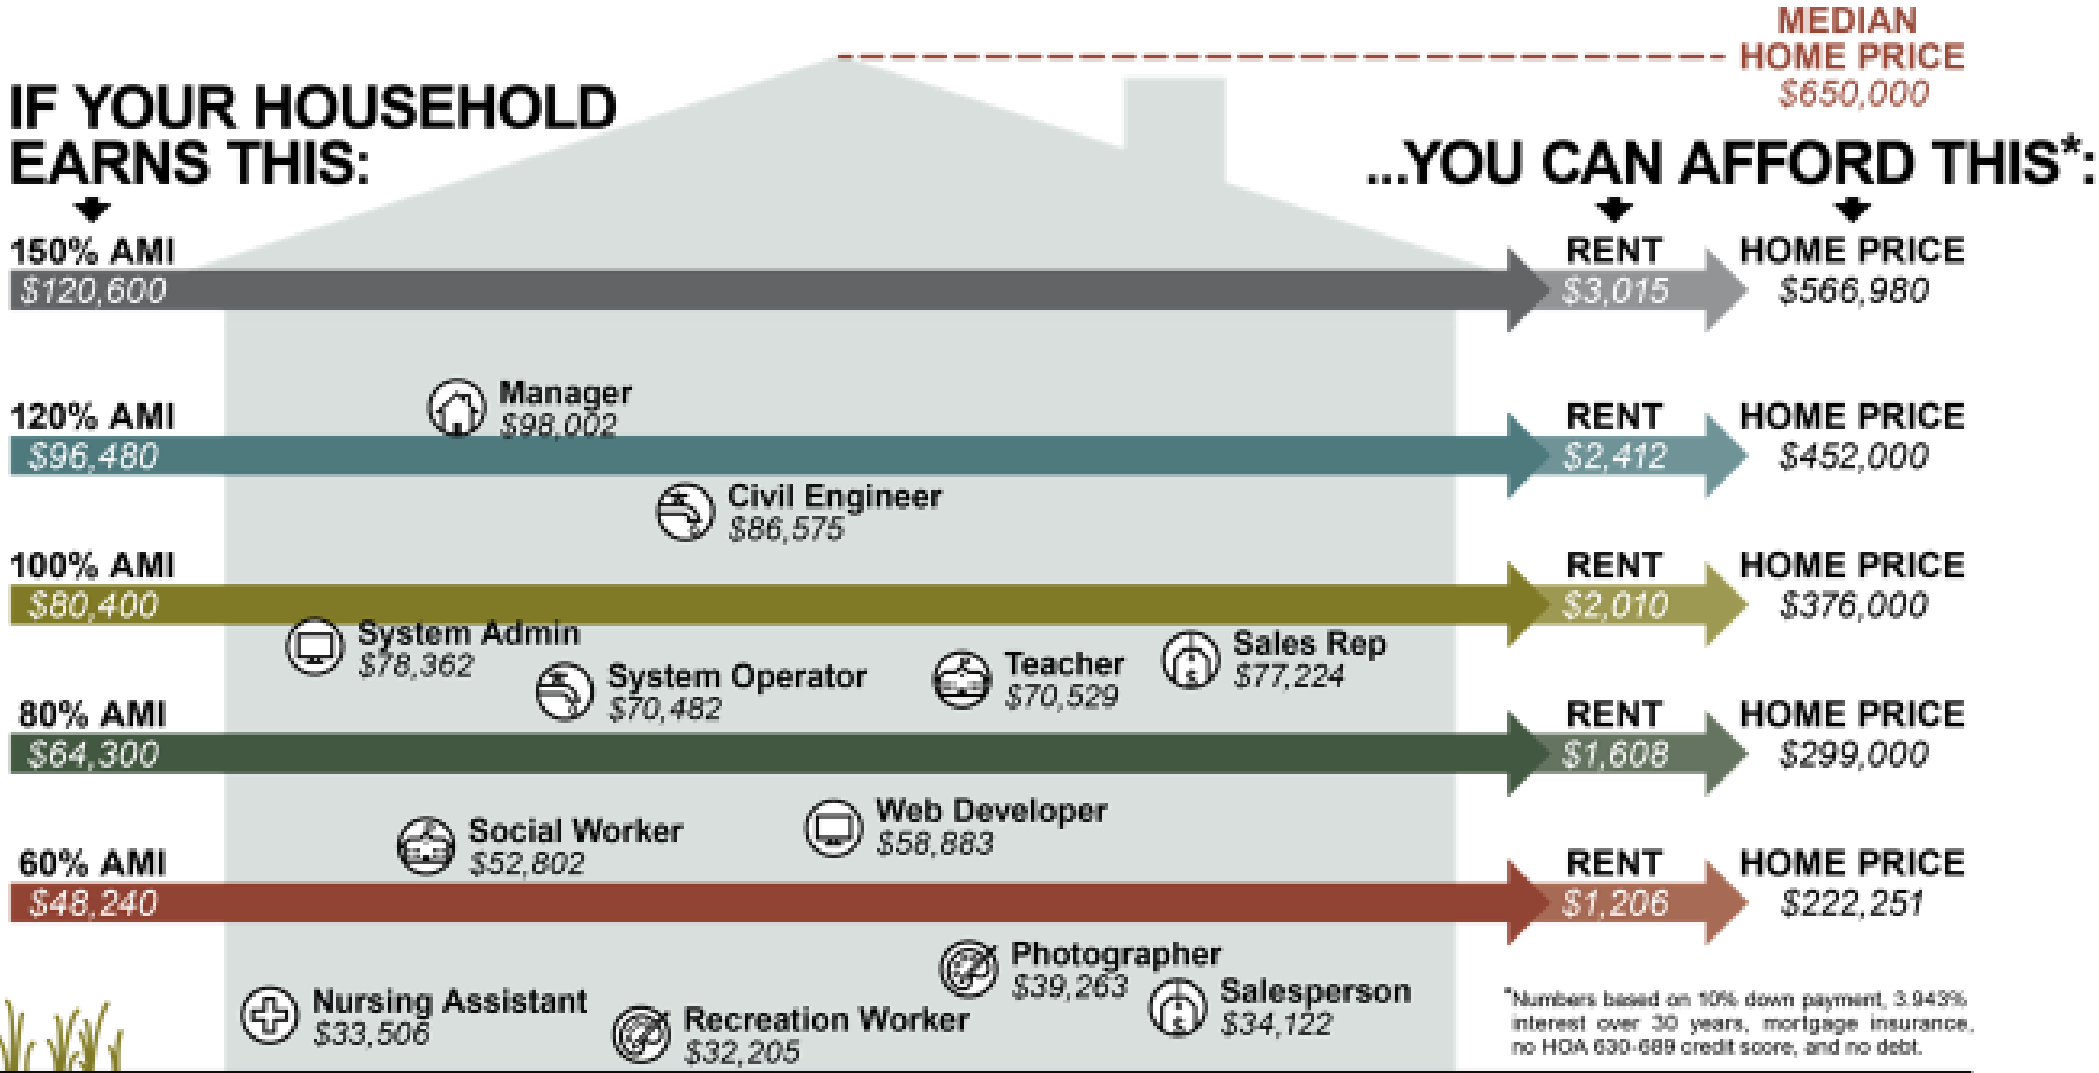 MEDIAN
HOME PRICE
$650,000
IF YOUR HOUSEHOLD
EARNS THIS:
...YOU CAN AFFORD THIS*:
150% AMI
$120,600
RENT
$3,015
HOME PRICE
$566,980
Manager
$98,002
120% AMI
$96,480
RENT
$2,412
HOME PRICE
$452,000
Civil Engineer
$86,575
100% AMI
$80,400
RENT
$2,010
HOME PRICE
$376,000
System Admin
$78,362
System Operator
$70,482
Teacher
$70,529
Sales Rep
$77,224
80% AMI
$64,300
RENT
$1,608
HOME PRICE
$299,000
Social Worker
$52,802
Web Developer
$58,883
60% AMI
$48,240
RENT
$1,206
HOME PRICE
$222,251
Nursing Assistant
$33,506
Recreation Worker
$32,205
Photographer
$39,263
Salesperson
$34,122
*Numbers based on 10% down payment, 3.943%
interest over 30 years, mortgage insurance,
no HOA 630-689 credit score, and no debt.